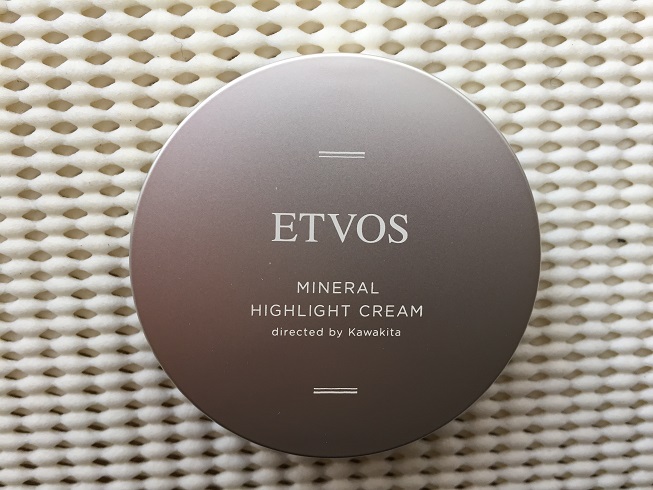 ETVOS
MINERAL
HIGHLIGHT CREAM
directed by Kawakita